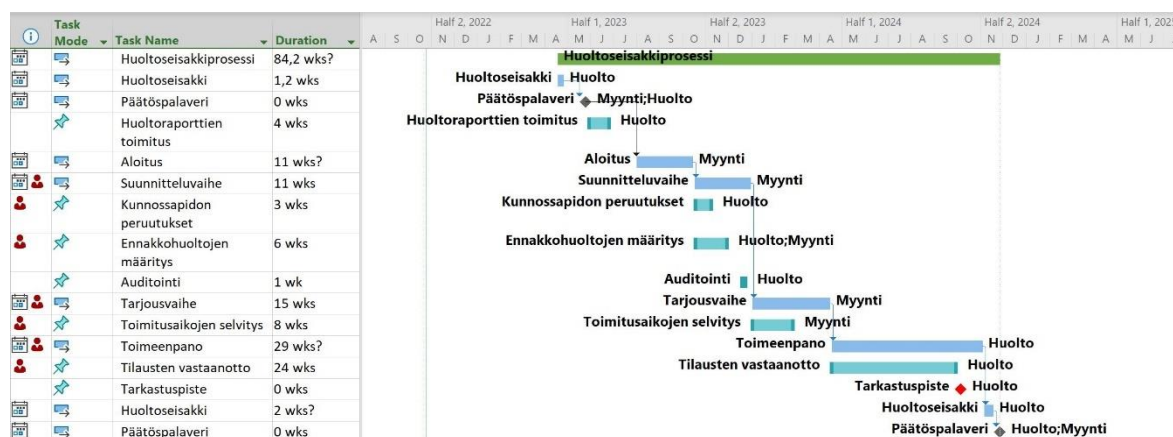 Half 2, 2022 Half 1, 2023 Half 2, 2023 Half 1, 2024 Half 2, 2024 Half 1, 2025
Task Mode Task Name Duration A S O N D J F M A M J J A S O N D J F M A M J J A S O N D J F M A M J
Huoltoseisakkiprosessi 84,2 wks? Huoltoseisakkiprosessi
Huoltoseisakki 1,2 wks Huoltoseisakki Huolto
Päätöspalaveri 0 wks Päätöspalaveri Myynti;Huolto
Huoltoraporttien toimitus 4 wks Huoltoraporttien toimitus Huolto
Aloitus 11 wks? Aloitus Myynti
Suunnitteluvaihe 11 wks Suunnitteluvaihe Myynti
Kunnossapidon peruutukset 3 wks Kunnossapidon peruutukset Huolto
Ennakkohuoltojen määritys 6 wks Ennakkohuoltojen määritys Huolto;Myynti
Auditointi 1 wk Auditointi Huolto
Tarjousvaihe 15 wks Tarjousvaihe Myynti
Toimitusaikojen selvitys 8 wks Toimitusaikojen selvitys Myynti
Toimeenpano 29 wks? Toimeenpano Huolto
Tilausten vastaanotto 24 wks Tilausten vastaanotto Huolto
Tarkastuspiste 0 wks Tarkastuspiste Huolto
Huoltoseisakki 2 wks? Huoltoseisakki Huolto
Päätöspalaveri 0 wks Päätöspalaveri Huolto;Myynti